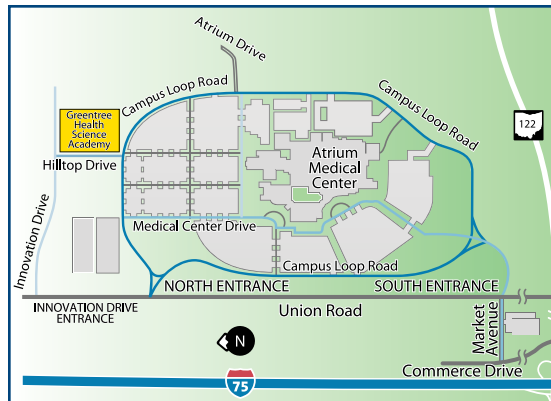 Atrium Drive
Campus Loop Road
Greentree
Health
Science
Academy
Campus Loop Road
122
Hilltop Drive
Atrium
Medical
Center
Innovation Drive
Medical Center Drive
Campus Loop Road
NORTH ENTRANCE
SOUTH ENTRANCE
INNOVATION DRIVE
ENTRANCE
Union Road
Market
Avenue
N
Commerce Drive
75